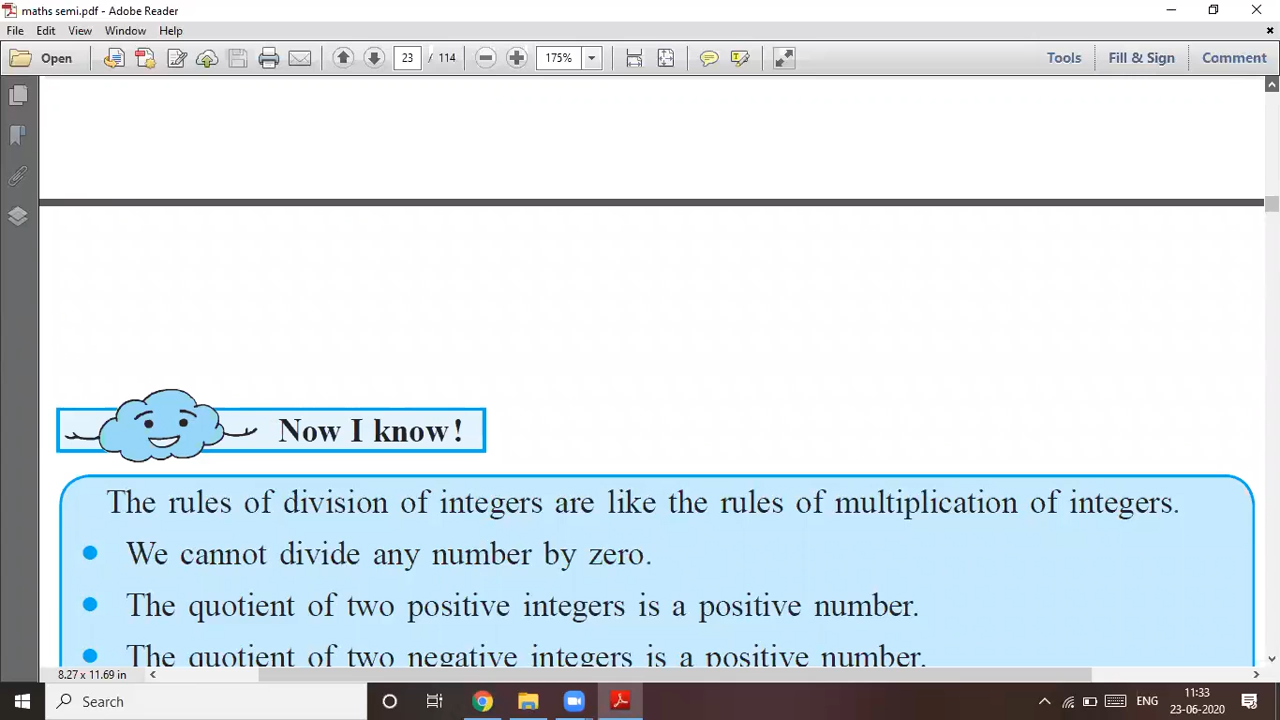 maths semi.pdf - Adobe Reader
File Edit View Window Help
Open 23 / 114 175% Tools Fill & Sign Comment
Now I know!
The rules of division of integers are like the rules of multiplication of integers.
We cannot divide any number by zero.
The quotient of two positive integers is a positive number.
The quotient of two negative integers is a positive number.
8.27 x 11.69 in
Search ENG 11:33
23-06-2020